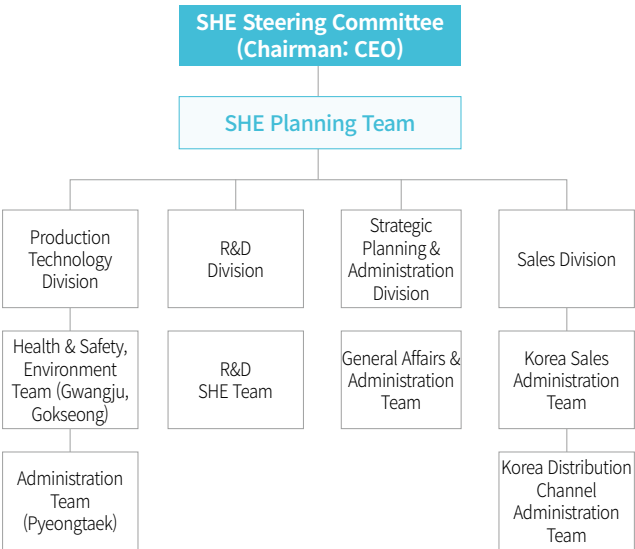 SHE Steering Committee
(Chairman: CEO)
SHE Planning Team
Production
Technology
Division
R&D
Division
Strategic
Planning &
Administration
Division
Sales Division
Health & Safety,
Environment
Team (Gwangju,
Gokseong)
R&D
SHE Team
General Affairs &
Administration
Team
Korea Sales
Administration
Team
Administration
Team
(Pyeongtaek)
Korea Distribution
Channel
Administration
Team